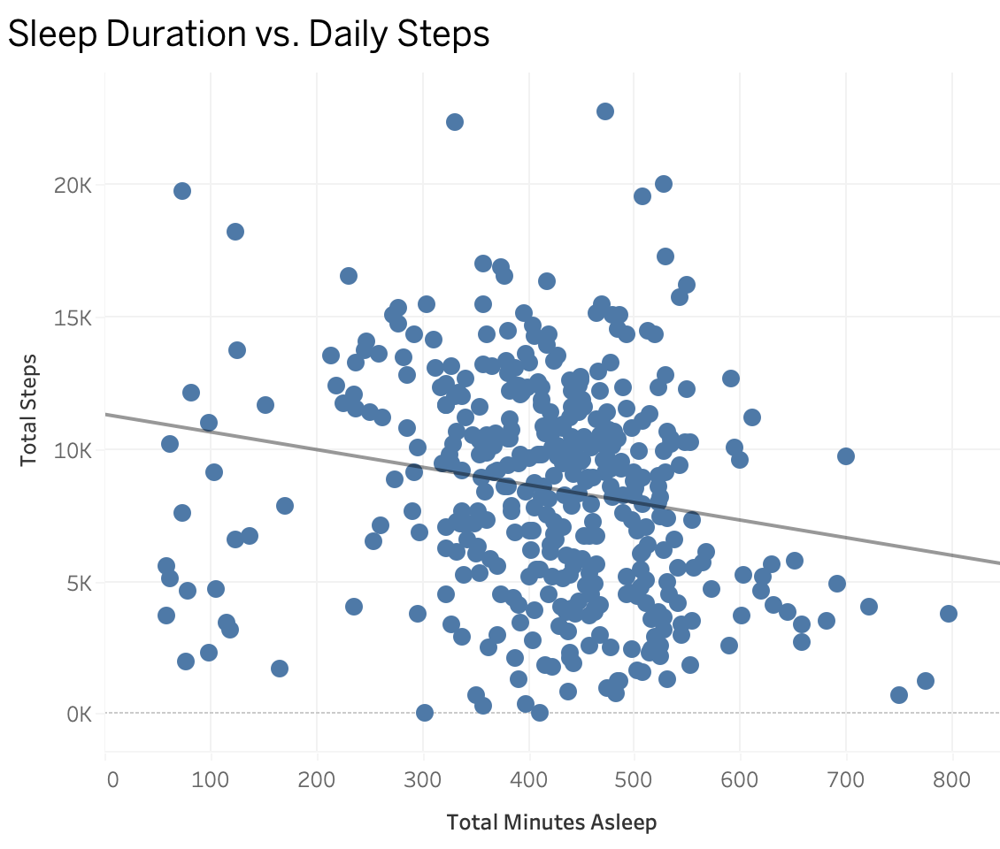 Sleep Duration vs. Daily Steps
20K
15K
10K
5K
0K
Total Steps
0 100 200 300 400 500 600 700 800
Total Minutes Asleep